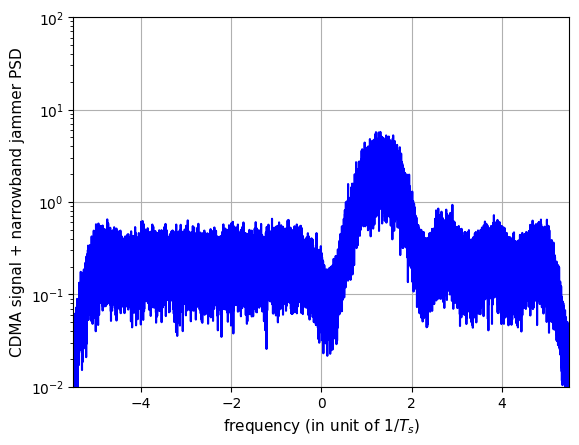 CDMA signal + narrowband jammer PSD
10²
10¹
10⁰
10⁻¹
10⁻²
−4 −2 0 2 4
frequency (in unit of 1/Tₛ)